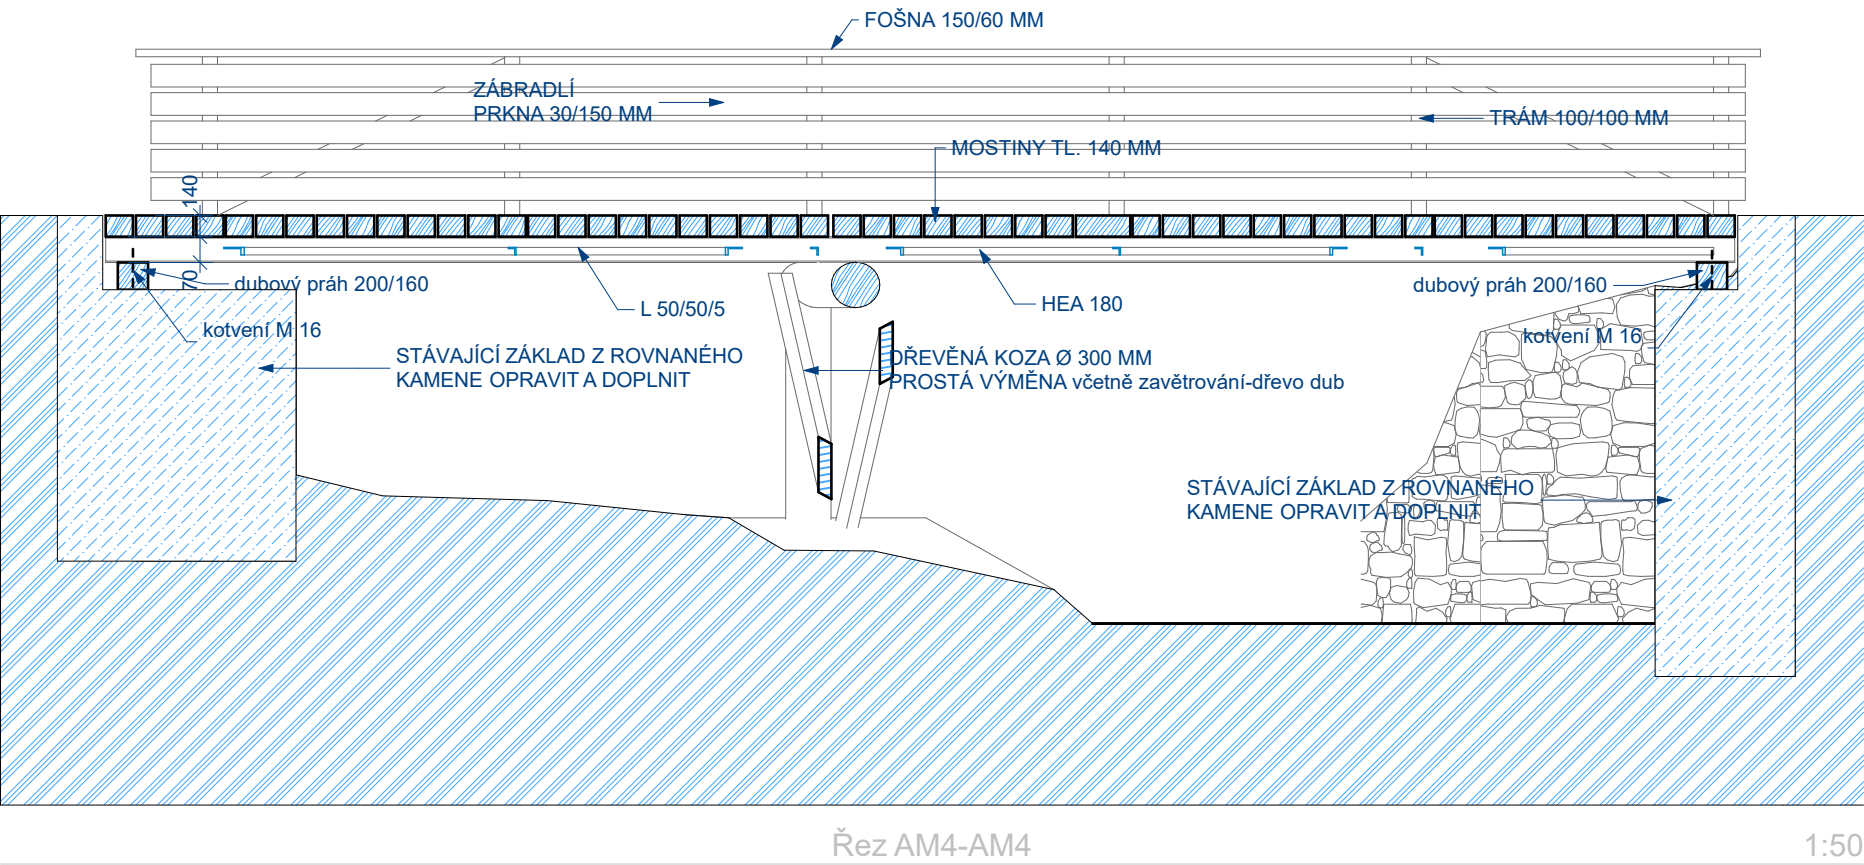 FOŠNA 150/60 MM
ZÁBRADLÍ
PRKNA 30/150 MM
TRÁM 100/100 MM
MOSTINY TL. 140 MM
140
70
dubový práh 200/160
kotvení M 16
L 50/50/5
HEA 180
dubový práh 200/160
kotvení M 16
STÁVAJÍCÍ ZÁKLAD Z ROVNANÉHO
KAMENE OPRAVIT A DOPLNIT
DŘEVĚNÁ KOZA Ø 300 MM
PROSTÁ VÝMĚNA včetně zavětrování-dřevo dub
STÁVAJÍCÍ ZÁKLAD Z ROVNANÉHO
KAMENE OPRAVIT A DOPLNIT
Řez AM4-AM4
1:50